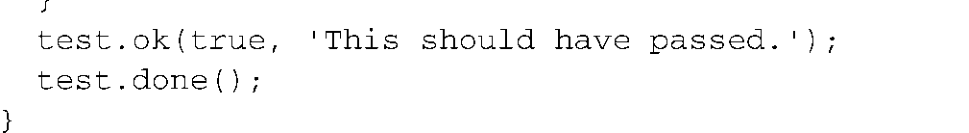 }
test.ok(true, 'This should have passed.');
test.done();
}